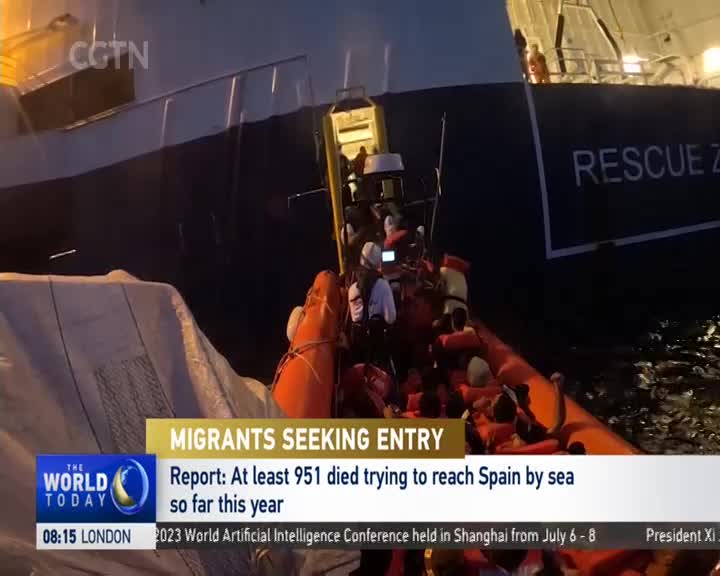 CGTN
RESCUE Z
MIGRANTS SEEKING ENTRY
Report: At least 951 died trying to reach Spain by sea
so far this year
THE
WORLD
TODAY
08:15 LONDON
2023 World Artificial Intelligence Conference held in Shanghai from July 6 - 8 President Xi